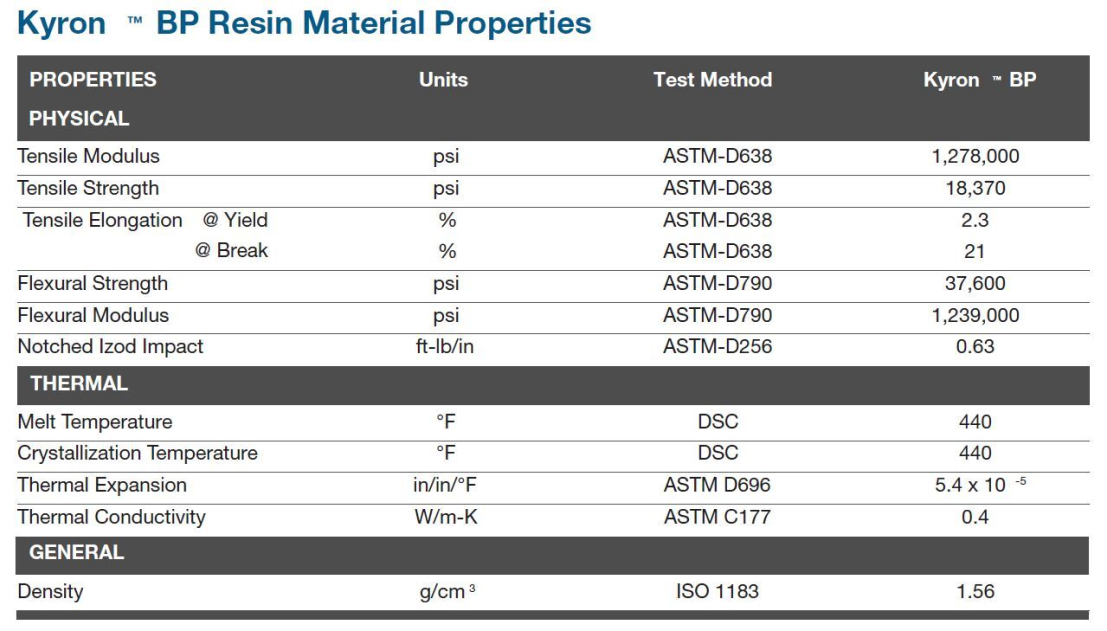 Kyron ™ BP Resin Material Properties
PROPERTIES Units Test Method Kyron ™ BP
PHYSICAL
Tensile Modulus psi ASTM-D638 1,278,000
Tensile Strength psi ASTM-D638 18,370
Tensile Elongation @ Yield % ASTM-D638 2.3
@ Break % ASTM-D638 21
Flexural Strength psi ASTM-D790 37,600
Flexural Modulus psi ASTM-D790 1,239,000
Notched Izod Impact ft-lb/in ASTM-D256 0.63
THERMAL
Melt Temperature °F DSC 440
Crystallization Temperature °F DSC 440
Thermal Expansion in/in/°F ASTM D696 5.4 x 10 -5
Thermal Conductivity W/m-K ASTM C177 0.4
GENERAL
Density g/cm ³ ISO 1183 1.56